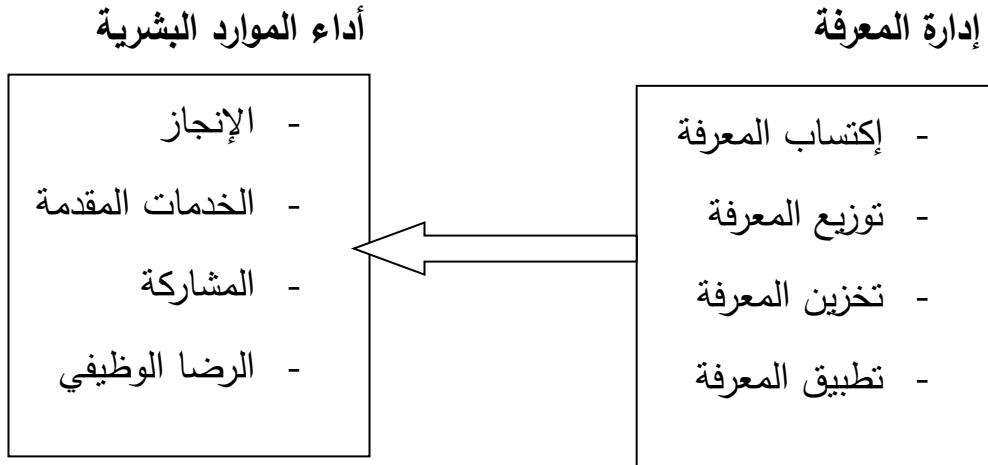 إدارة المعرفة
- إكتساب المعرفة
- توزيع المعرفة
- تخزين المعرفة
- تطبيق المعرفة
أداء الموارد البشرية
- الإنجاز
- الخدمات المقدمة
- المشاركة
- الرضا الوظيفي